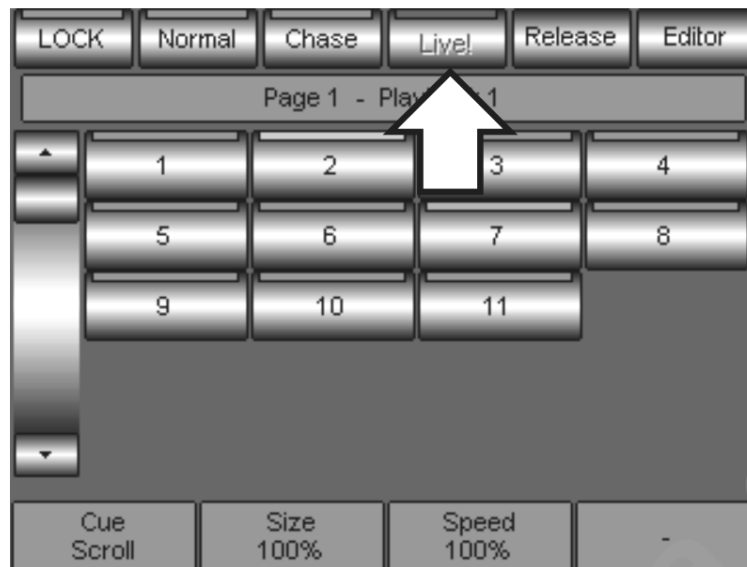 LOCK Normal Chase Live! Release Editor
Page 1 - 1
1 2 3 4
5 6 7 8
9 10 11
Cue Size Speed -
Scroll 100% 100%